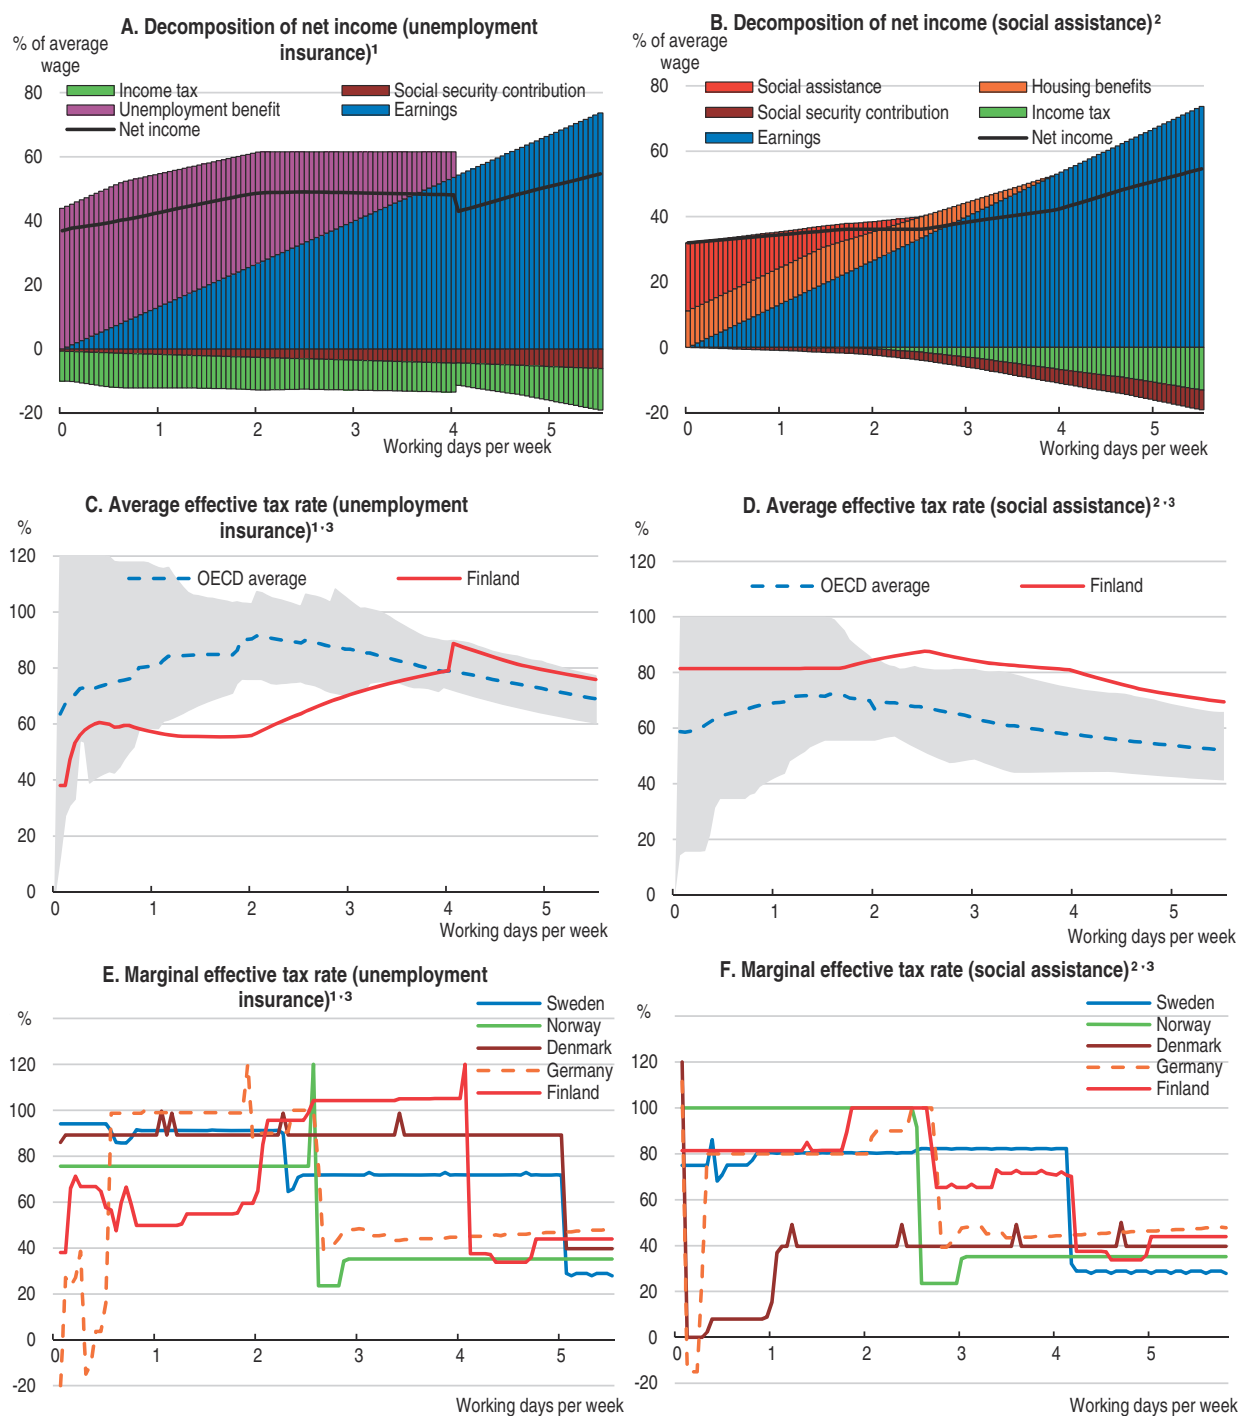 A. Decomposition of net income (unemployment
insurance)¹
% of average
wage
Income tax
Social security contribution
Unemployment benefit
Earnings
Net income
80
60
40
20
0
-20
0 1 2 3 4 5
Working days per week
B. Decomposition of net income (social assistance)²
% of average
wage
Social assistance
Housing benefits
Social security contribution
Income tax
Earnings
Net income
80
60
40
20
0
-20
0 1 2 3 4 5
Working days per week
C. Average effective tax rate (unemployment
insurance)¹·³
%
OECD average
Finland
120
100
80
60
40
20
0
0 1 2 3 4 5
Working days per week
D. Average effective tax rate (social assistance)²·³
%
OECD average
Finland
120
100
80
60
40
20
0
0 1 2 3 4 5
Working days per week
E. Marginal effective tax rate (unemployment
insurance)¹·³
%
Sweden
Norway
Denmark
Germany
Finland
120
100
80
60
40
20
0
-20
0 1 2 3 4 5
Working days per week
F. Marginal effective tax rate (social assistance)²·³
%
Sweden
Norway
Denmark
Germany
Finland
120
100
80
60
40
20
0
-20
0 1 2 3 4 5
Working days per week